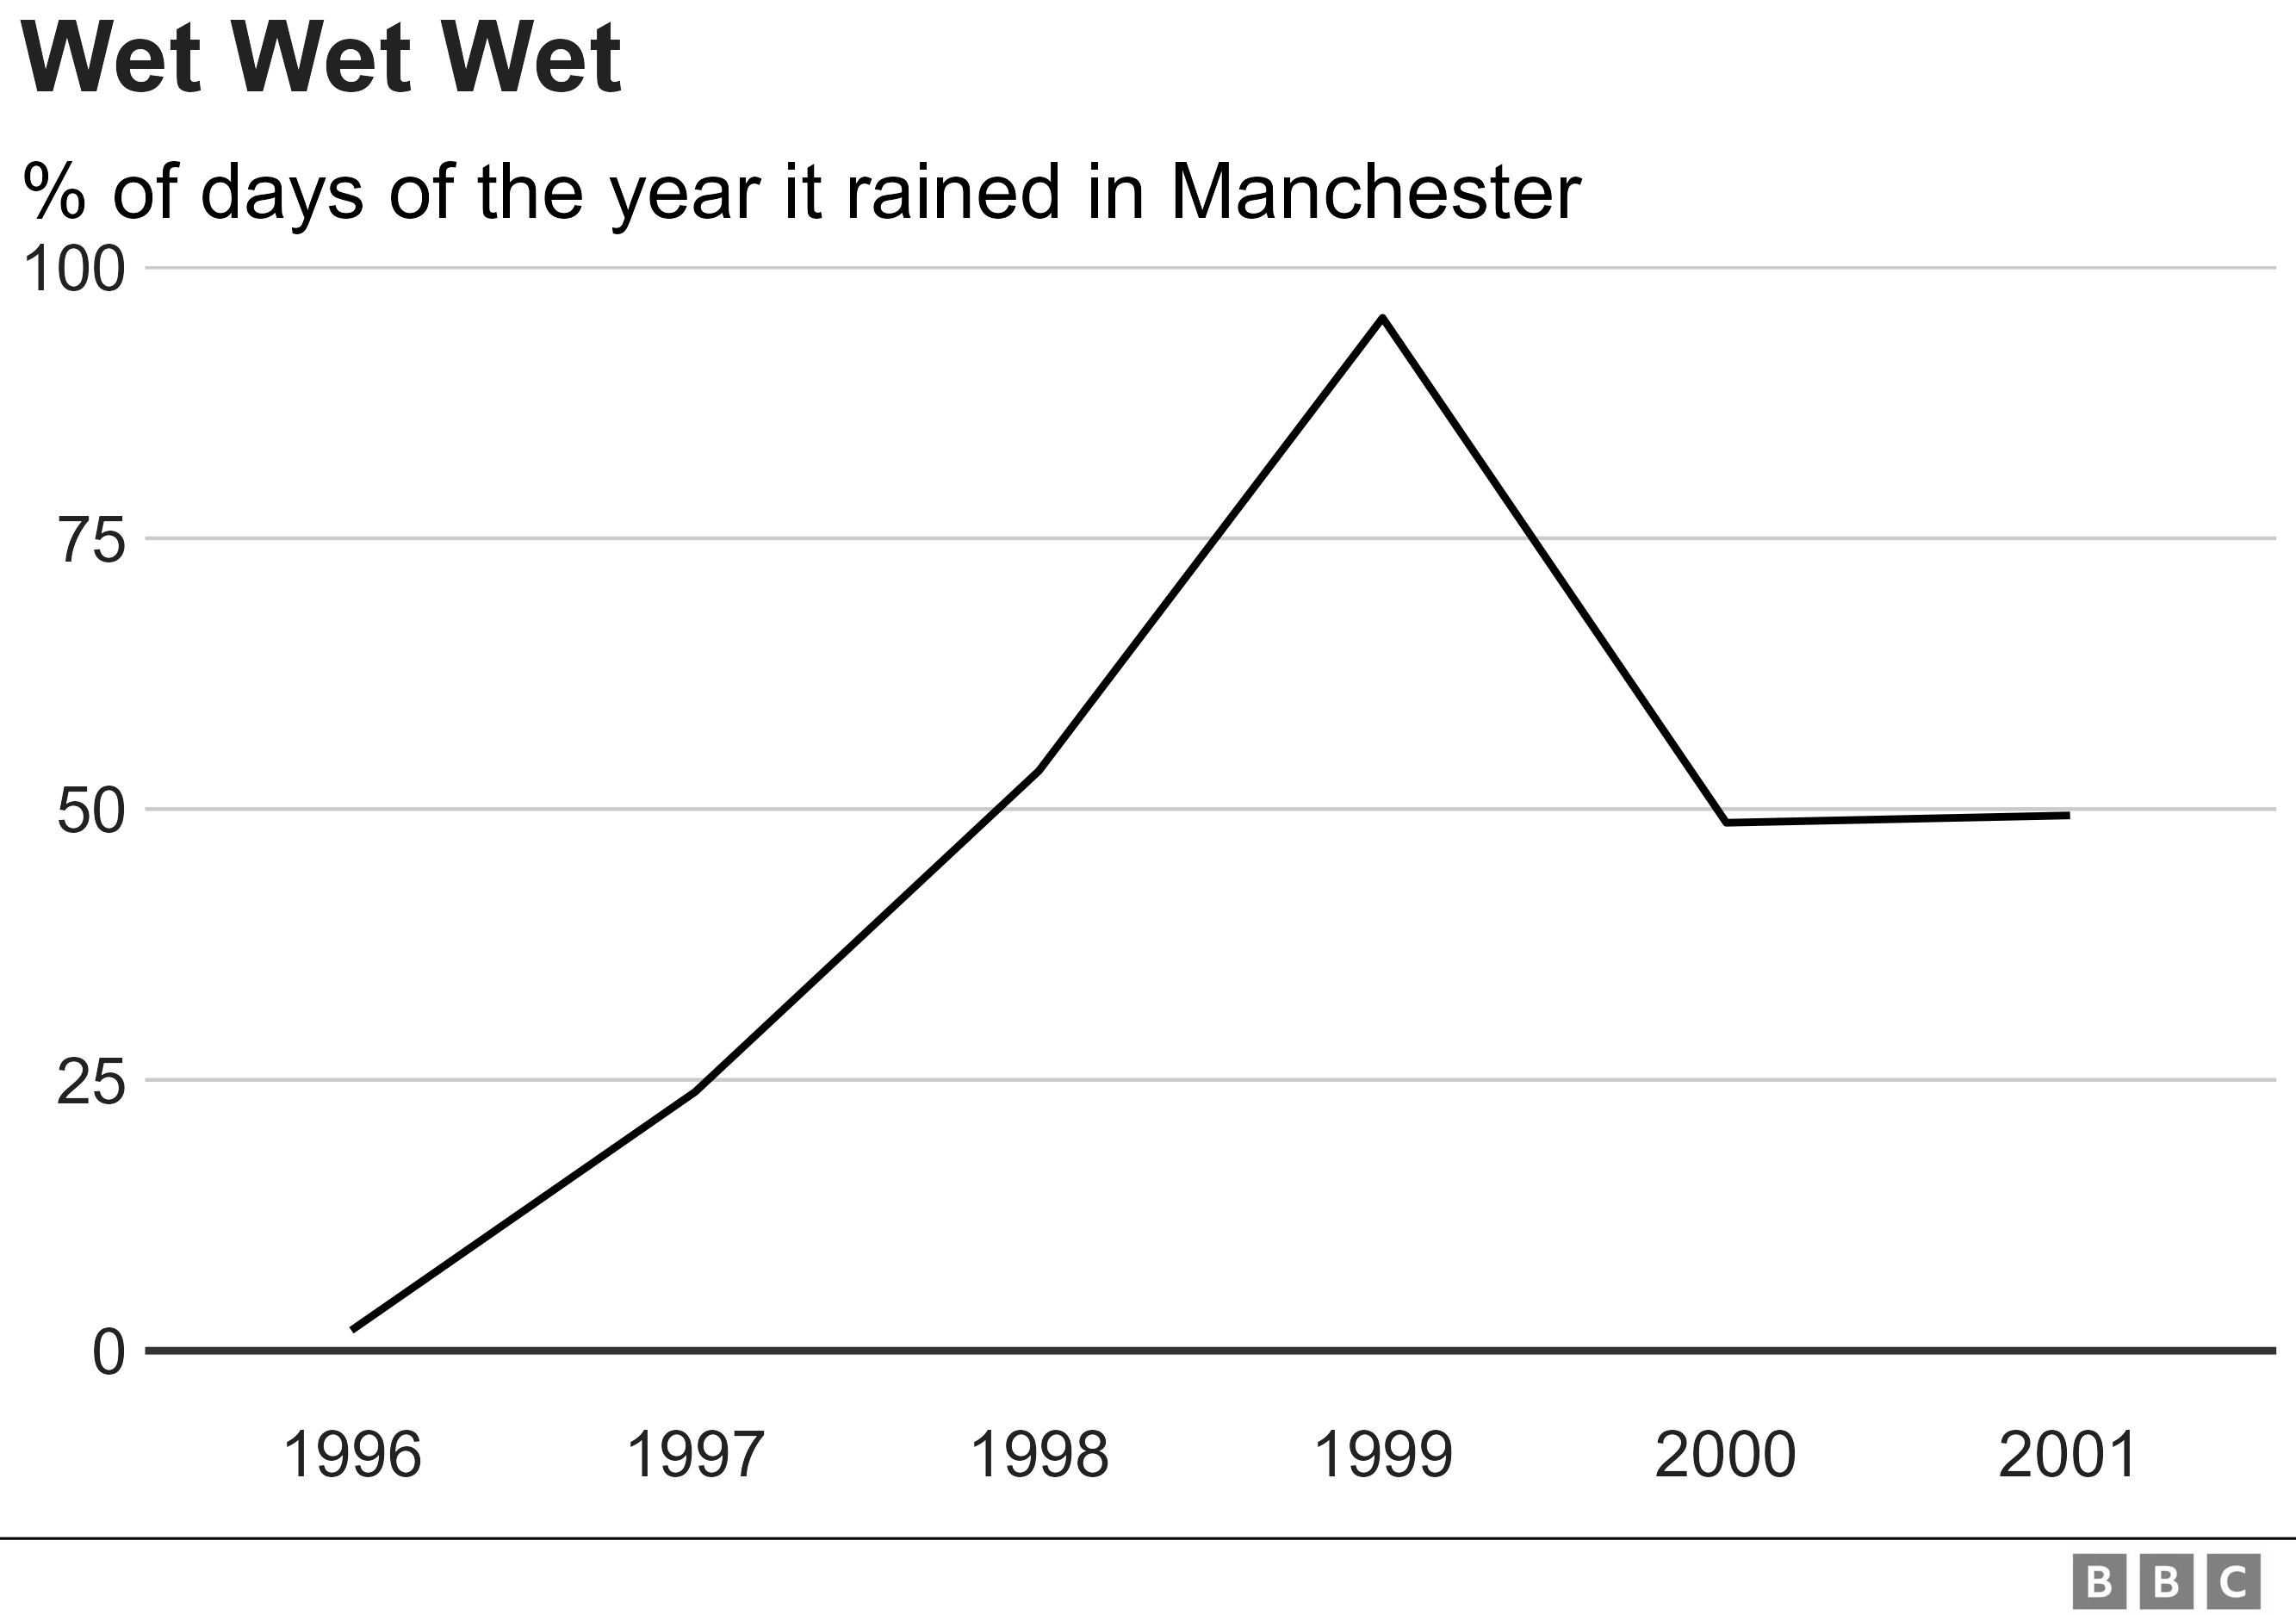 Wet Wet Wet
% of days of the year it rained in Manchester
100
75
50
25
0
1996 1997 1998 1999 2000 2001
BBC